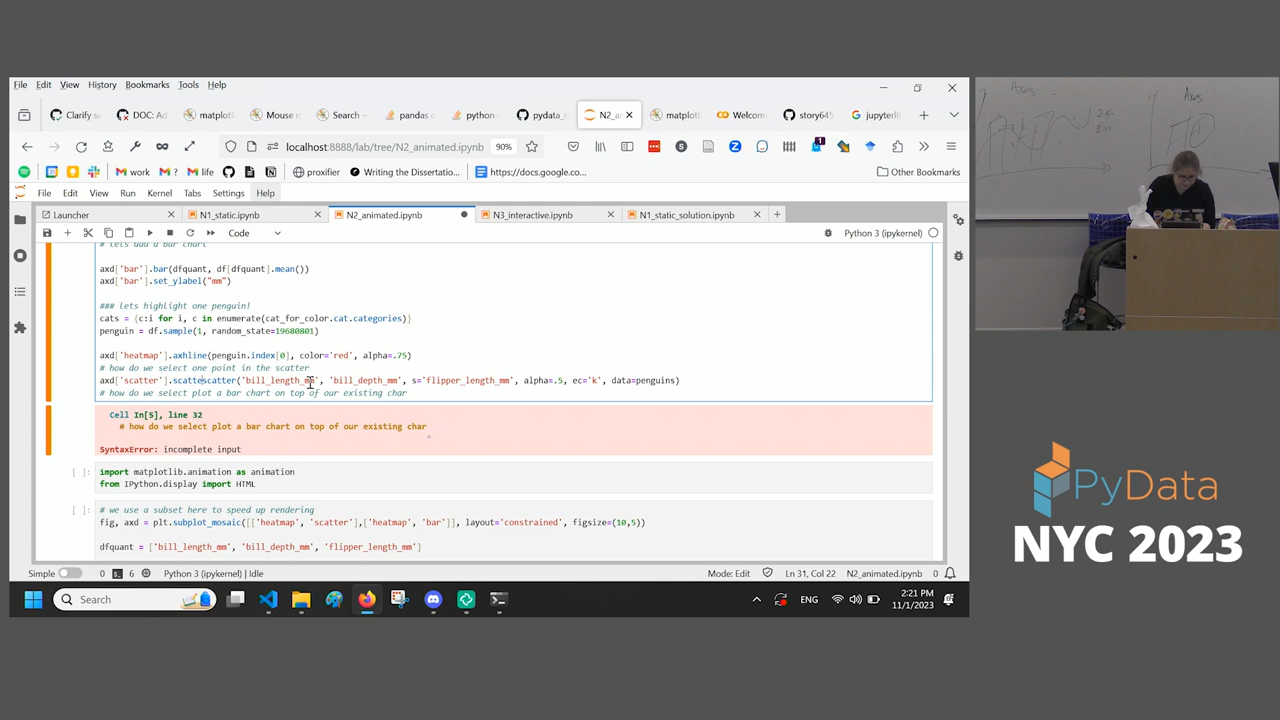 File Edit View History Bookmarks Tools Help
Clarify DOC: Ad matplotl Mouse n Search — pandas c python - pydata_n N2_a matplotl Welcome story645 jupyterli
localhost:8888/lab/tree/N2_animated.ipynb 90%
work ? life proxifier Writing the Dissertatio... https://docs.google.co... Other Bookmarks
File Edit View Run Kernel Tabs Settings Help
Launcher N1_static.ipynb N2_animated.ipynb N3_interactive.ipynb N1_static_solution.ipynb
Code Python 3 (ipykernel)
# lets add a bar chart
axd['bar'].bar(dfquant, df[dfquant].mean())
axd['bar'].set_ylabel("mm")
### lets highlight one penguin!
cats = {c:i for i, c in enumerate(cat_for_color.cat.categories)}
penguin = df.sample(1, random_state=19680801)
axd['heatmap'].axhline(penguin.index[0], color='red', alpha=.75)
# how do we select one point in the scatter
axd['scatter'].scattescatter('bill_length_mm', 'bill_depth_mm', s='flipper_length_mm', alpha=.5, ec='k', data=penguins)
# how do we select plot a bar chart on top of our existing char
Cell In[5], line 32
# how do we select plot a bar chart on top of our existing char
^
SyntaxError: incomplete input
[ ]: import matplotlib.animation as animation
from IPython.display import HTML
[ ]: # we use a subset here to speed up rendering
fig, axd = plt.subplot_mosaic([['heatmap', 'scatter'],['heatmap', 'bar']], layout='constrained', figsize=(10,5))
dfquant = ['bill_length_mm', 'bill_depth_mm', 'flipper_length_mm']
Simple 0 6 Python 3 (ipykernel) | Idle Mode: Edit Ln 31, Col 22 N2_animated.ipynb 0
Search ENG 2:21 PM
11/1/2023
Axes Axes
PyData
NYC 2023